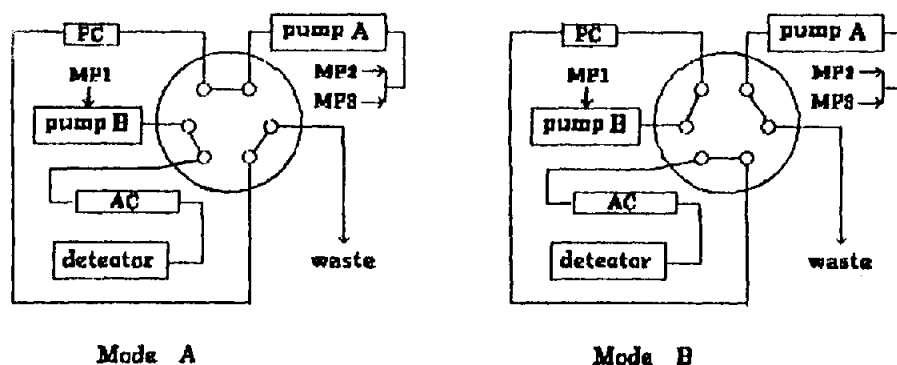 PC
pump A
MP2
MP3
MP1
pump B
AC
detector
waste
Mode A
PC
pump A
MP2
MP3
MP1
pump B
AC
detector
waste
Mode B